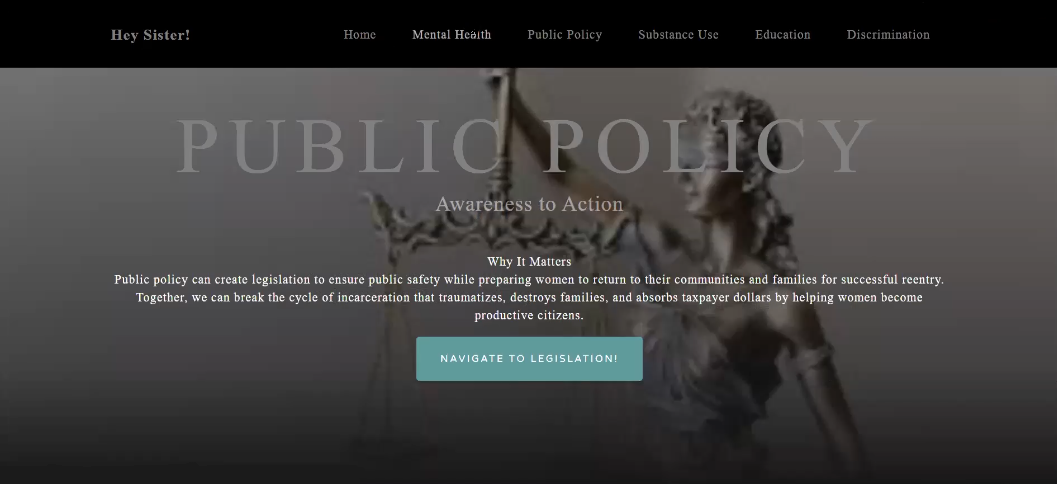 Hey Sister!
Home Mental Health Public Policy Substance Use Education Discrimination
PUBLIC POLICY
Awareness to Action
Why It Matters
Public policy can create legislation to ensure public safety while preparing women to return to their communities and families for successful reentry.
Together, we can break the cycle of incarceration that traumatizes, destroys families, and absorbs taxpayer dollars by helping women become
productive citizens.
NAVIGATE TO LEGISLATION!